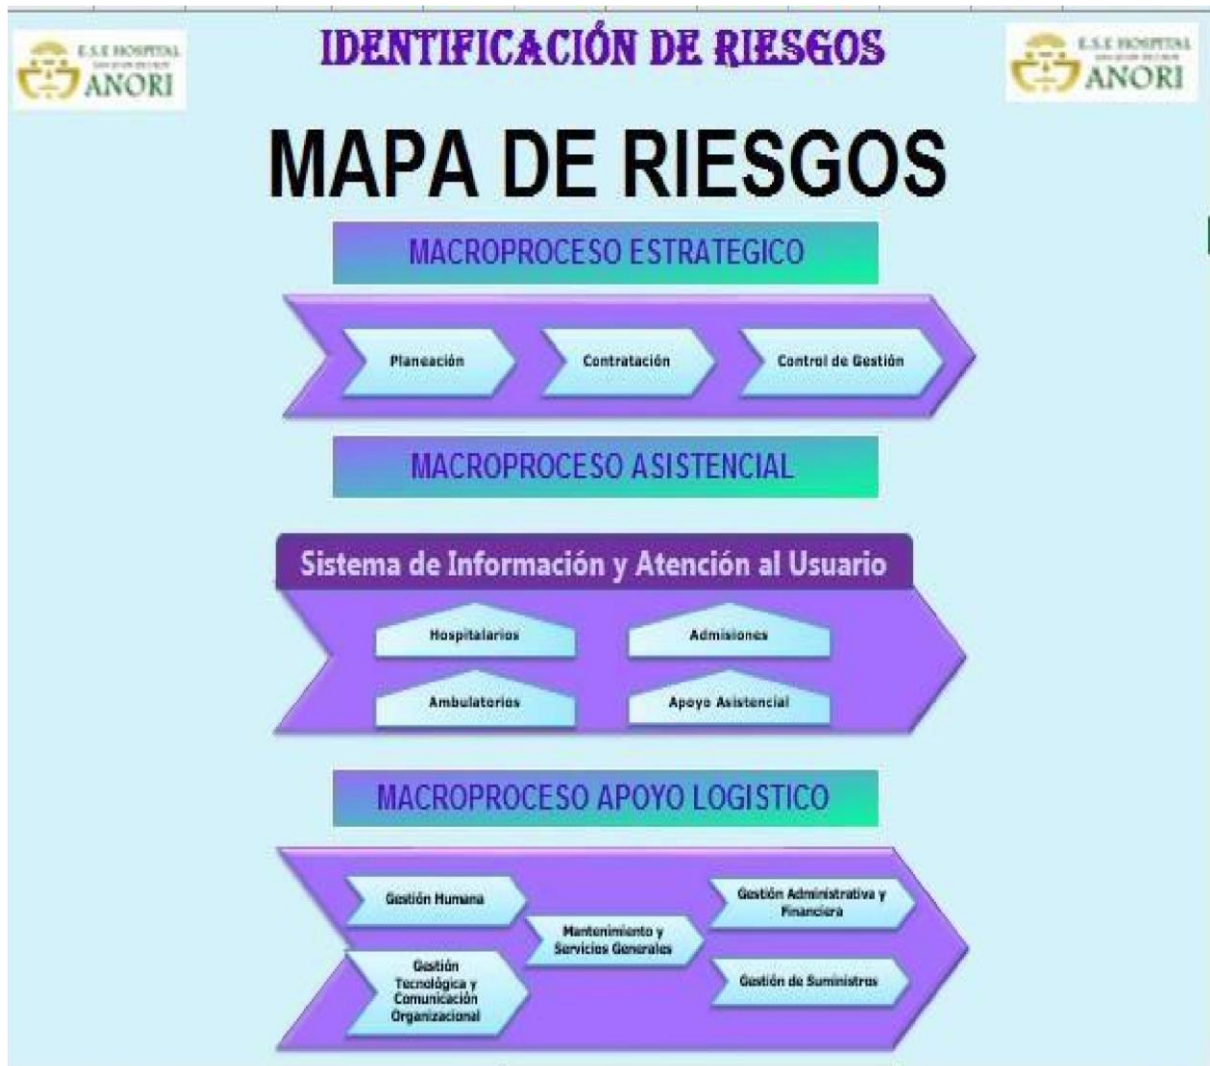 IDENTIFICACIÓN DE RIESGOS
E.S.E HOSPITAL
ANORI
E.S.E HOSPITAL
ANORI
MAPA DE RIESGOS
MACROPROCESO ESTRATEGICO
Planeación
Contratación
Control de Gestión
MACROPROCESO ASISTENCIAL
Sistema de Información y Atención al Usuario
Hospitalarios
Admisiones
Ambulatorios
Apoyo Asistencial
MACROPROCESO APOYO LOGISTICO
Gestión Humana
Gestión
Tecnológica y
Comunicación
Organizacional
Mantenimiento y
Servicios Generales
Gestión Administrativa y
Financiera
Gestión de Suministros